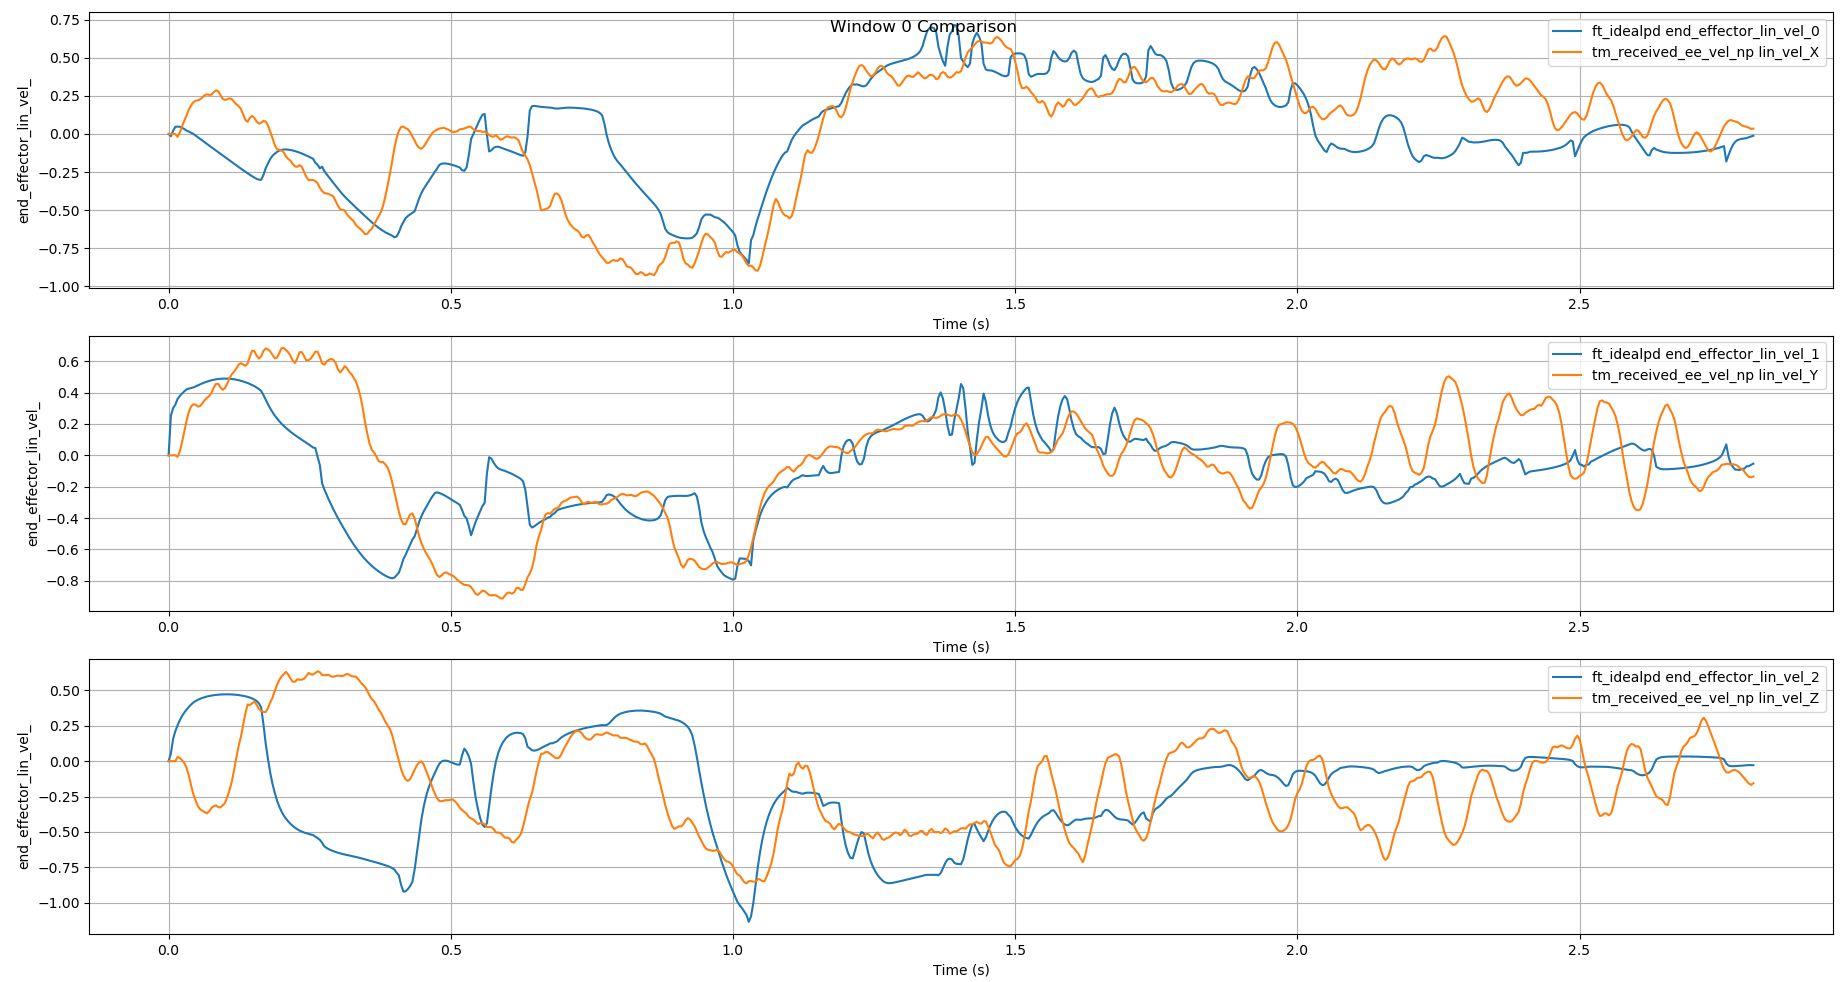 Window 0 Comparison
0.75
0.50
0.25
0.00
−0.25
−0.50
−0.75
−1.00
end_effector_lin_vel_
ft_idealpd end_effector_lin_vel_0
tm_received_ee_vel_np lin_vel_X
0.0 0.5 1.0 1.5 2.0 2.5
Time (s)
0.6
0.4
0.2
0.0
−0.2
−0.4
−0.6
−0.8
end_effector_lin_vel_
ft_idealpd end_effector_lin_vel_1
tm_received_ee_vel_np lin_vel_Y
0.0 0.5 1.0 1.5 2.0 2.5
Time (s)
0.50
0.25
0.00
−0.25
−0.50
−0.75
−1.00
end_effector_lin_vel_
ft_idealpd end_effector_lin_vel_2
tm_received_ee_vel_np lin_vel_Z
0.0 0.5 1.0 1.5 2.0 2.5
Time (s)